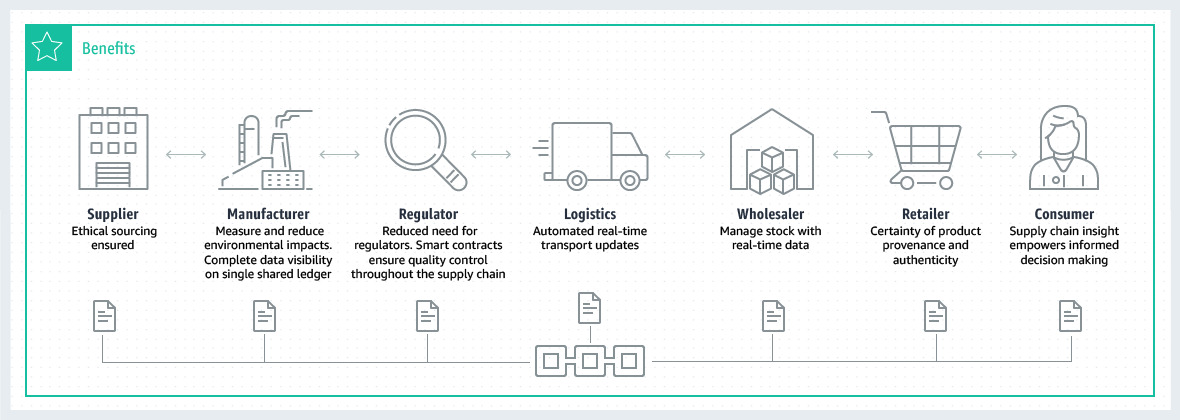 Benefits
Supplier
Ethical sourcing
ensured
Manufacturer
Measure and reduce
environmental impacts.
Complete data visibility
on single shared ledger
Regulator
Reduced need for
regulators. Smart contracts
ensure quality control
throughout the supply chain
Logistics
Automated real-time
transport updates
Wholesaler
Manage stock with
real-time data
Retailer
Certainty of product
provenance and
authenticity
Consumer
Supply chain insight
empowers informed
decision making